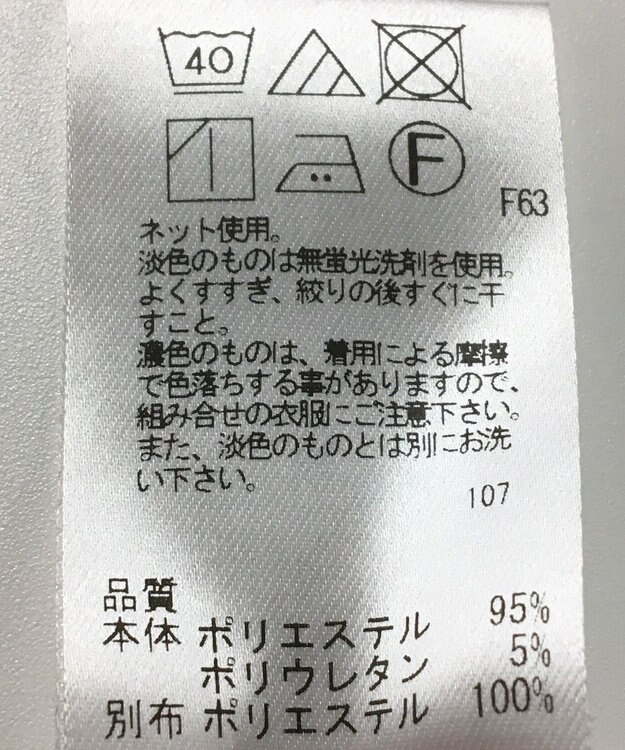 40
F
F63
ネット使用。
淡色のものは無蛍光洗剤を使用。
よくすすぎ、絞りの後すぐに干
すこと。
濃色のものは、着用による摩擦
で色落ちする事がありますので、
組み合せの衣服にご注意下さい。
また、淡色のものとは別にお洗
い下さい。
107
品質
本体 ポリエステル 95%
ポリウレタン 5%
別布 ポリエステル 100%